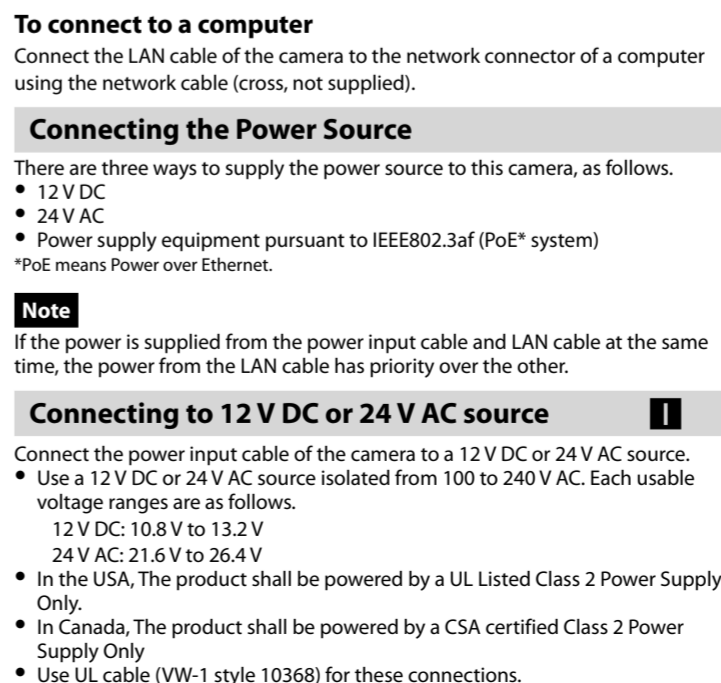 To connect to a computer
Connect the LAN cable of the camera to the network connector of a computer
using the network cable (cross, not supplied).
Connecting the Power Source
There are three ways to supply the power source to this camera, as follows.
• 12 V DC
• 24 V AC
• Power supply equipment pursuant to IEEE802.3af (PoE* system)
*PoE means Power over Ethernet.
Note
If the power is supplied from the power input cable and LAN cable at the same
time, the power from the LAN cable has priority over the other.
Connecting to 12 V DC or 24 V AC source I
Connect the power input cable of the camera to a 12 V DC or 24 V AC source.
• Use a 12 V DC or 24 V AC source isolated from 100 to 240 V AC. Each usable
voltage ranges are as follows.
12 V DC: 10.8 V to 13.2 V
24 V AC: 21.6 V to 26.4 V
• In the USA, The product shall be powered by a UL Listed Class 2 Power Supply
Only.
• In Canada, The product shall be powered by a CSA certified Class 2 Power
Supply Only
• Use UL cable (VW-1 style 10368) for these connections.